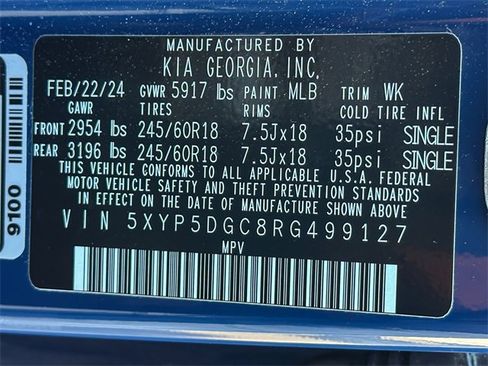 MANUFACTURED BY
KIA GEORGIA, INC.
FEB/22/24 GVWR 5917 lbs PAINT MLB TRIM WK
GAWR TIRES RIMS COLD TIRE INFL
FRONT 2954 lbs 245/60R18 7.5Jx18 35psi SINGLE
REAR 3196 lbs 245/60R18 7.5Jx18 35psi SINGLE
THIS VEHICLE CONFORMS TO ALL APPLICABLE U.S.A. FEDERAL
MOTOR VEHICLE SAFETY AND THEFT PREVENTION STANDARDS
IN EFFECT ON THE DATE OF MANUFACTURE SHOWN ABOVE.
VIN 5XYP5DGC8RG499127
MPV
9100